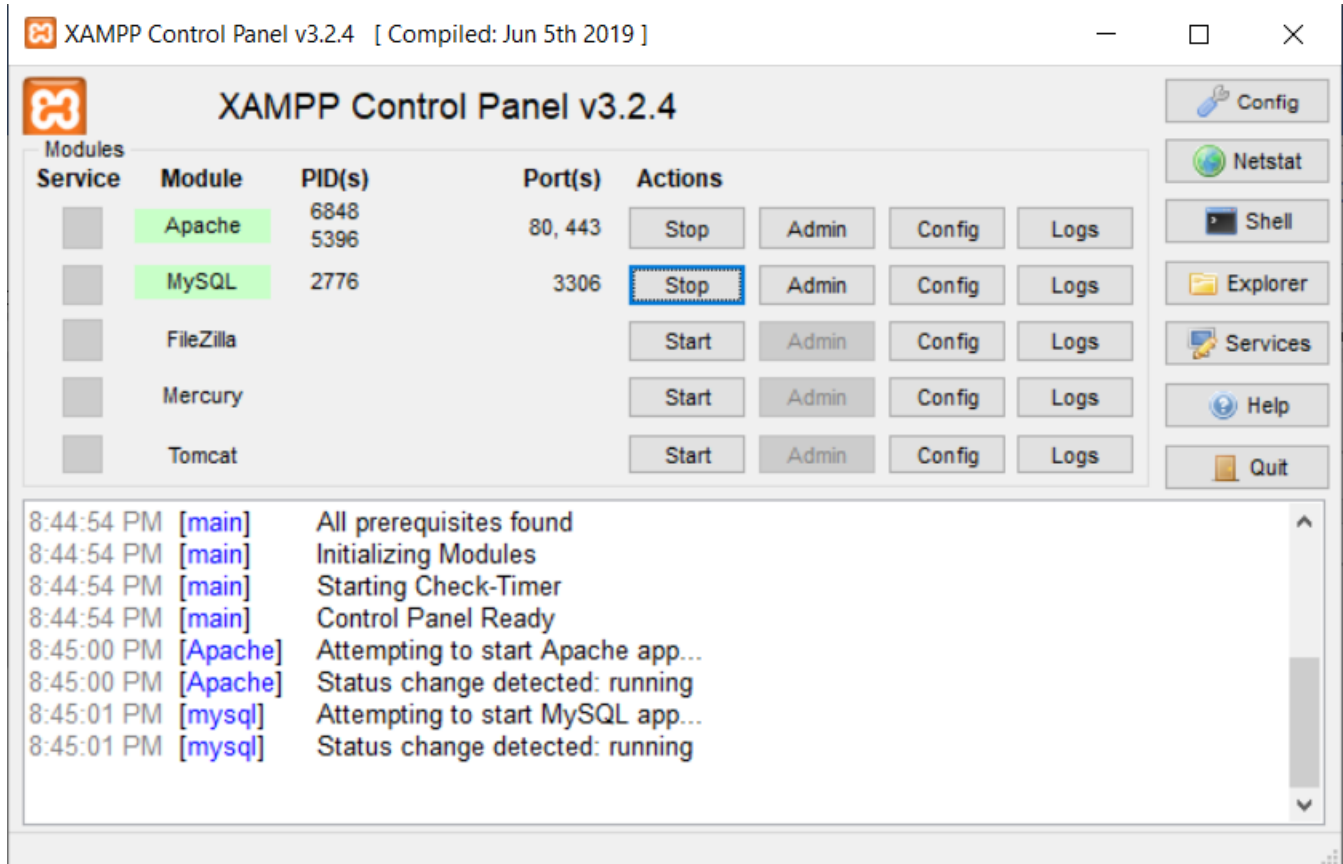 XAMPP Control Panel v3.2.4 [ Compiled: Jun 5th 2019 ]
XAMPP Control Panel v3.2.4
Config
Modules
Netstat
Service Module PID(s) Port(s) Actions
Shell
Apache 6848 5396 80, 443 Stop Admin Config Logs
MySQL 2776 3306 Stop Admin Config Logs
Explorer
FileZilla Start Admin Config Logs
Services
Mercury Start Admin Config Logs
Help
Tomcat Start Admin Config Logs
Quit
8:44:54 PM [main] All prerequisites found
8:44:54 PM [main] Initializing Modules
8:44:54 PM [main] Starting Check-Timer
8:44:54 PM [main] Control Panel Ready
8:45:00 PM [Apache] Attempting to start Apache app...
8:45:00 PM [Apache] Status change detected: running
8:45:01 PM [mysql] Attempting to start MySQL app...
8:45:01 PM [mysql] Status change detected: running